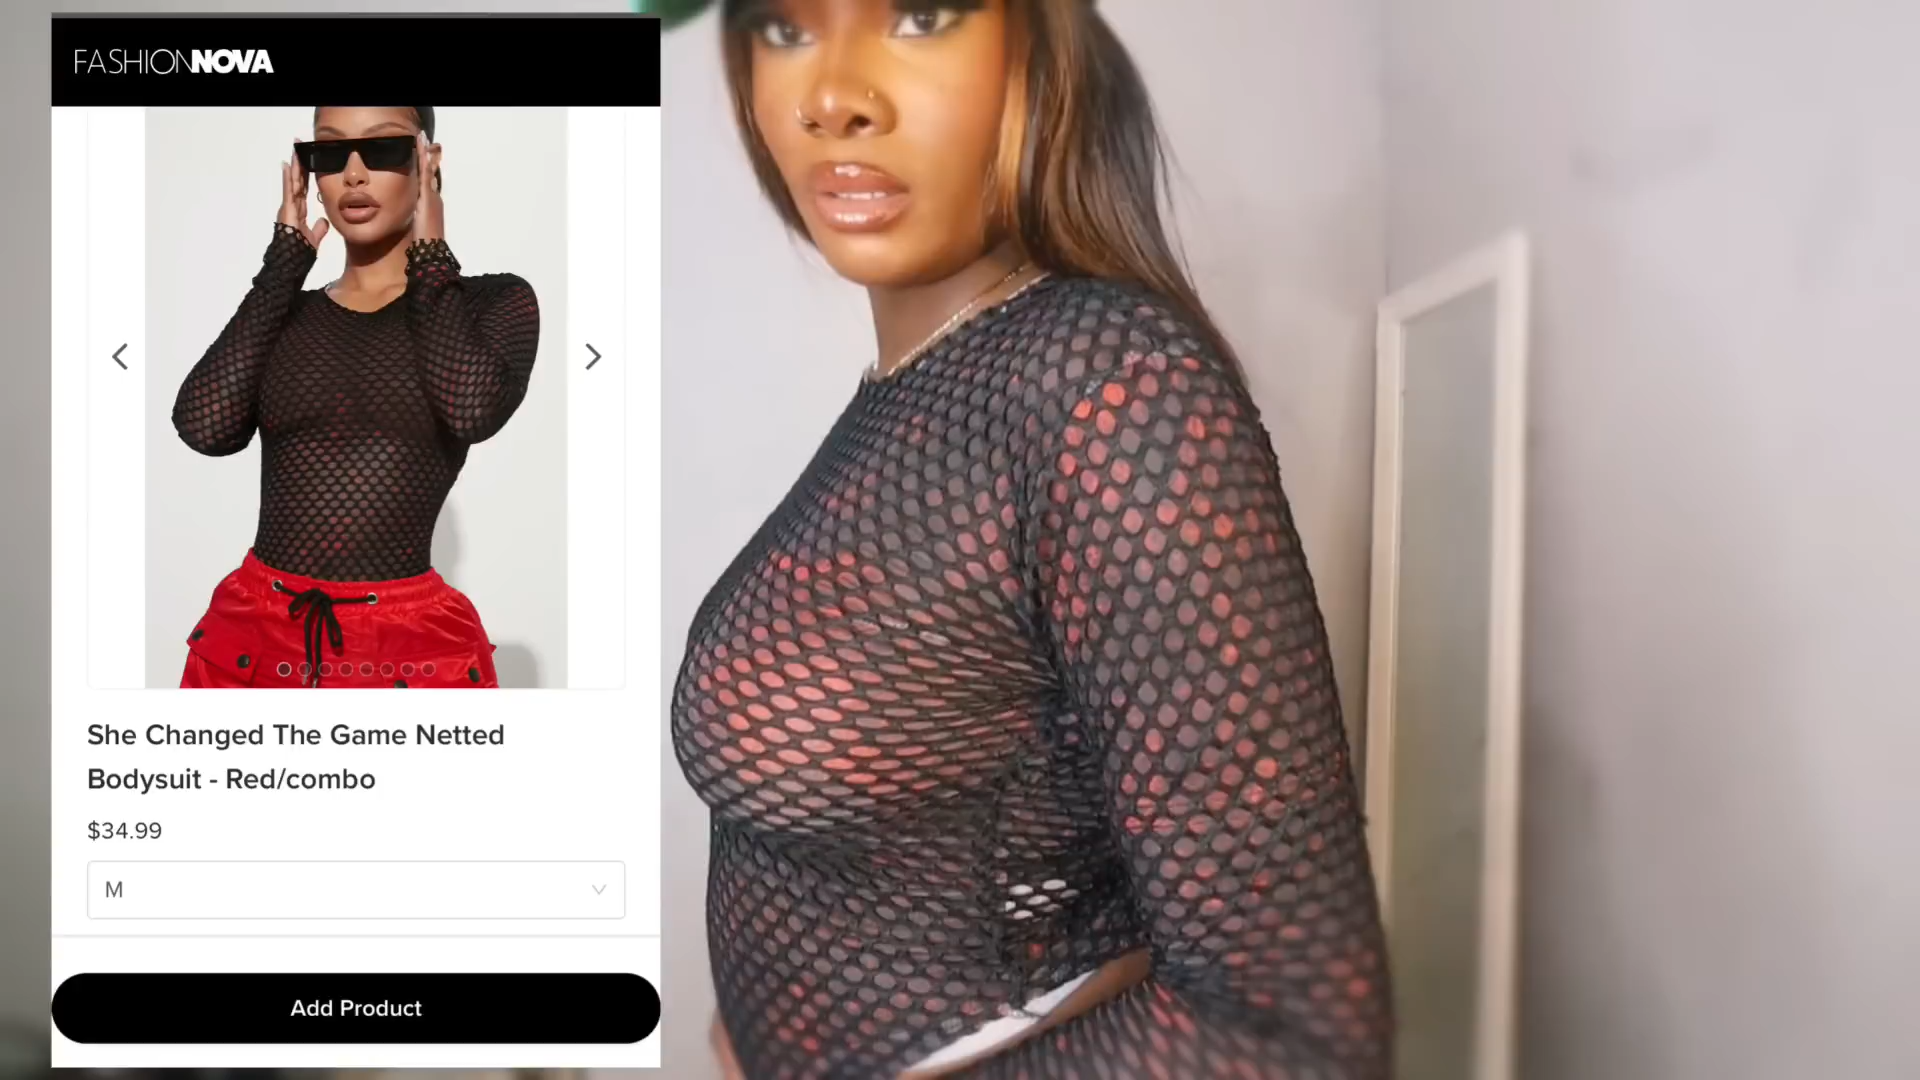 FASHIONNOVA
She Changed The Game Netted
Bodysuit - Red/combo
$34.99
M
Add Product